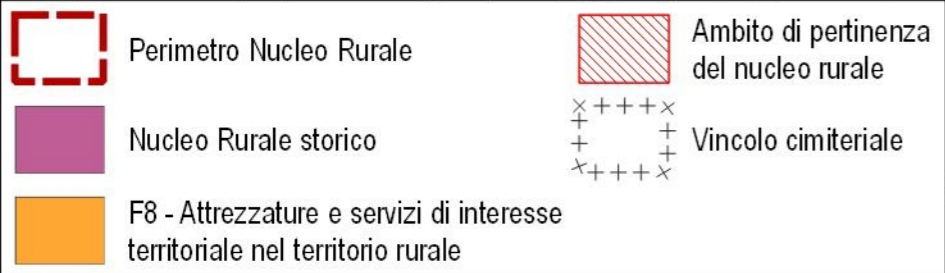 Perimetro Nucleo Rurale
Nucleo Rurale storico
F8 - Attrezzature e servizi di interesse
territoriale nel territorio rurale
Ambito di pertinenza
del nucleo rurale
Vincolo cimiteriale